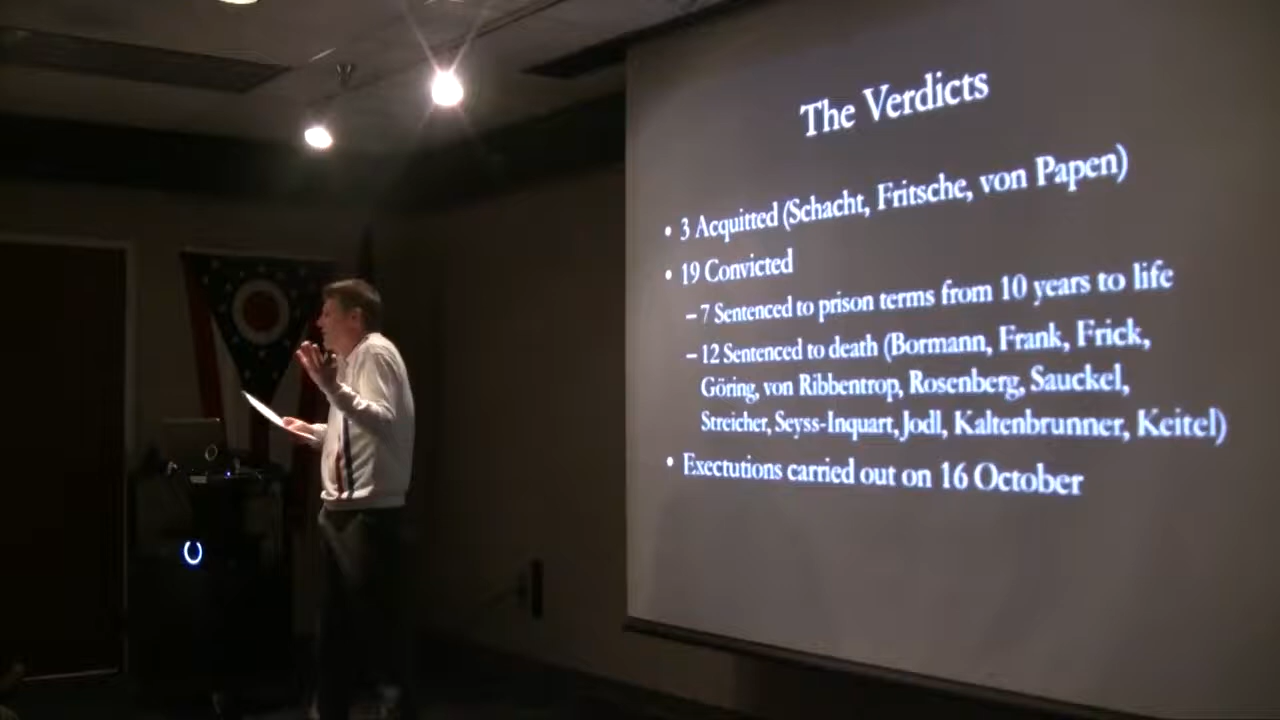 The Verdicts
• 3 Acquitted (Schacht, Fritsche, von Papen)
• 19 Convicted
– 7 Sentenced to prison terms from 10 years to life
– 12 Sentenced to death (Bormann, Frank, Frick,
Göring, von Ribbentrop, Rosenberg, Sauckel,
Streicher, Seyss-Inquart, Jodl, Kaltenbrunner, Keitel)
• Exectutions carried out on 16 October